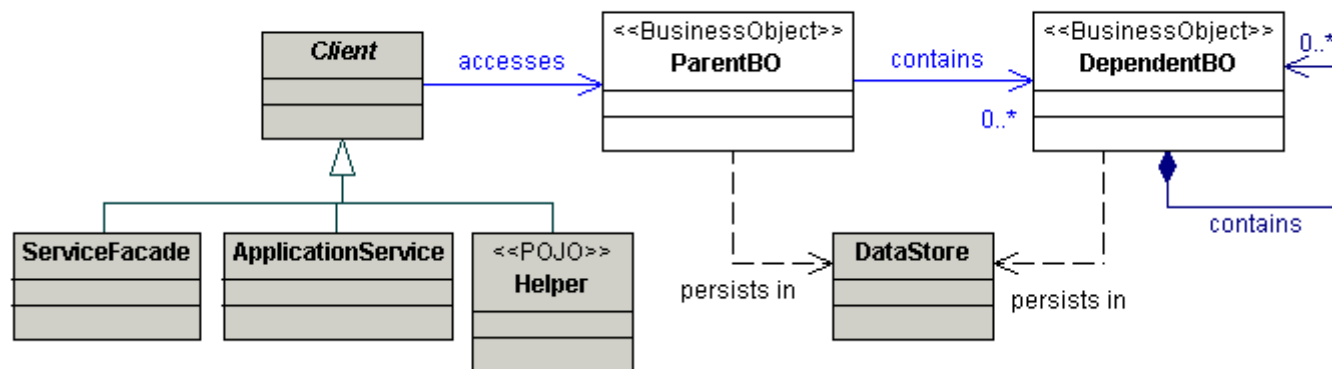 Client
accesses
<<BusinessObject>>
ParentBO
contains
0..*
<<BusinessObject>>
DependentBO
0..*
contains
ServiceFacade
ApplicationService
<<POJO>>
Helper
persists in
DataStore
persists in